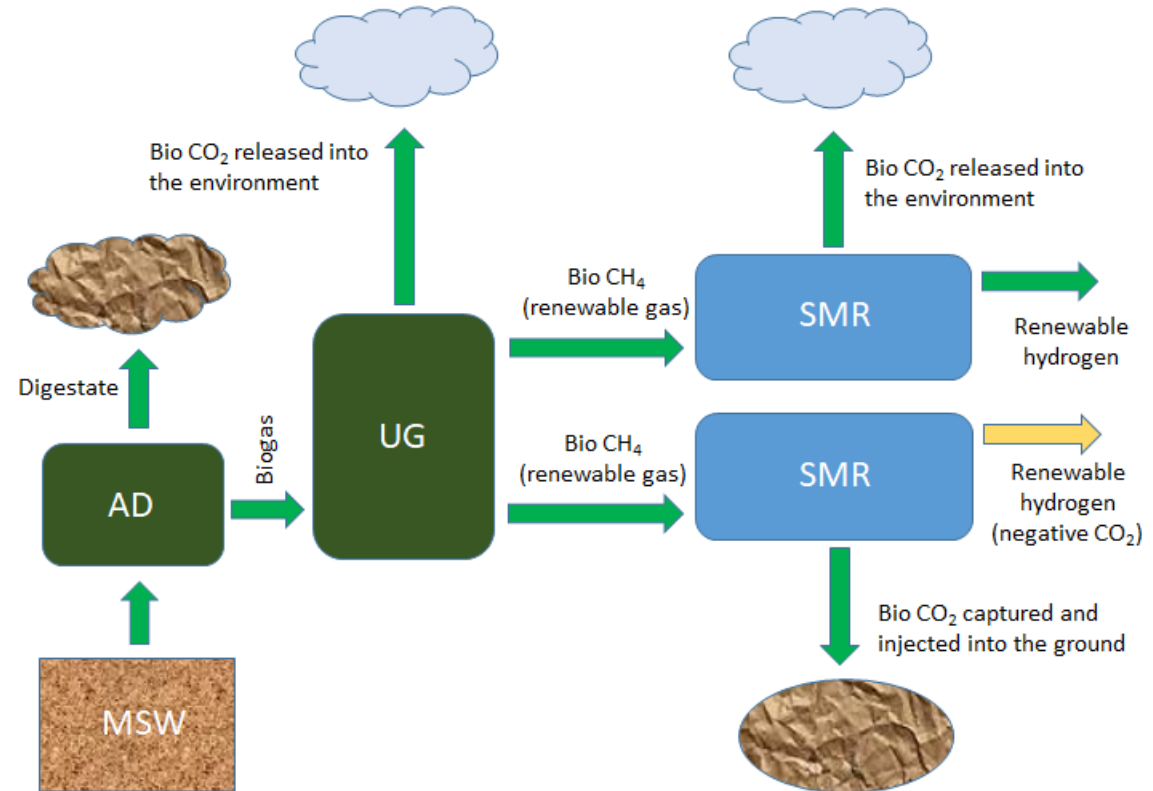 Bio CO₂ released into
the environment
Bio CO₂ released into
the environment
Digestate
Biogas
Bio CH₄
(renewable gas)
SMR
Renewable
hydrogen
UG
Bio CH₄
(renewable gas)
SMR
Renewable
hydrogen
(negative CO₂)
AD
Bio CO₂ captured and
injected into the ground
MSW